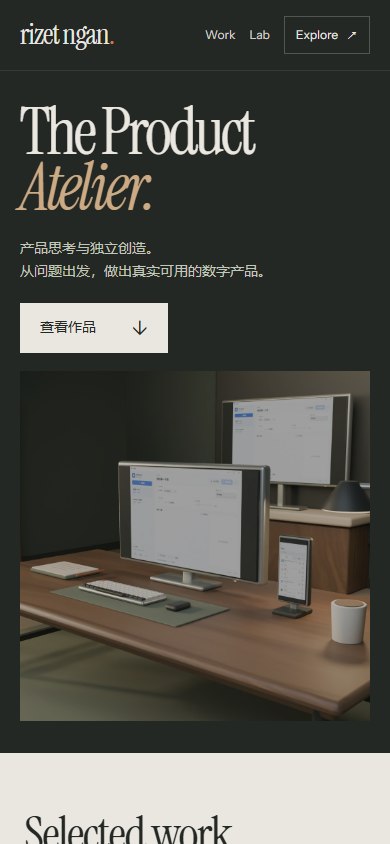 rizet ngan.
Work Lab Explore ↗
The Product
Atelier.
产品思考与独立创造。
从问题出发，做出真实可用的数字产品。
查看作品 ↓
Selected work